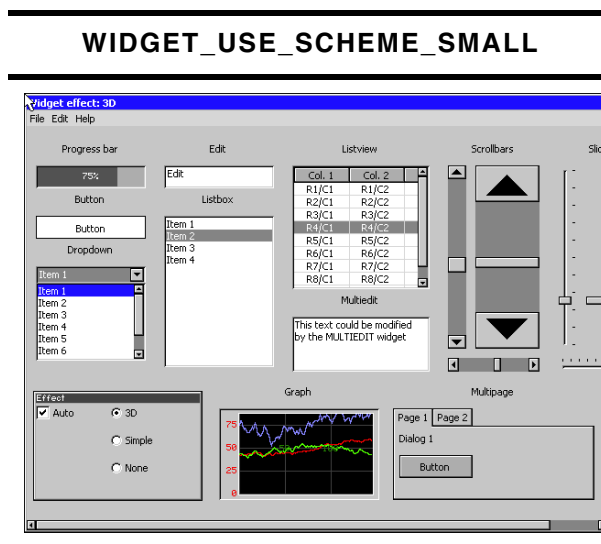 WIDGET_USE_SCHEME_SMALL
Widget effect: 3D
File Edit Help
Progress bar
Edit
Listview
Scrollbars
75%
Edit
Col. 1 Col. 2
R1/C1 R1/C2
R2/C1 R2/C2
R3/C1 R3/C2
R4/C1 R4/C2
R5/C1 R5/C2
R6/C1 R6/C2
R7/C1 R7/C2
R8/C1 R8/C2
Button
Button
Listbox
Item 1
Item 2
Item 3
Item 4
Dropdown
Item 1
Item 1
Item 2
Item 3
Item 4
Item 5
Item 6
Multiedit
This text could be modified
by the MULTIEDIT widget
Effect
Auto
3D
Simple
None
Graph
75
50
25
0
Multipage
Page 1 Page 2
Dialog 1
Button